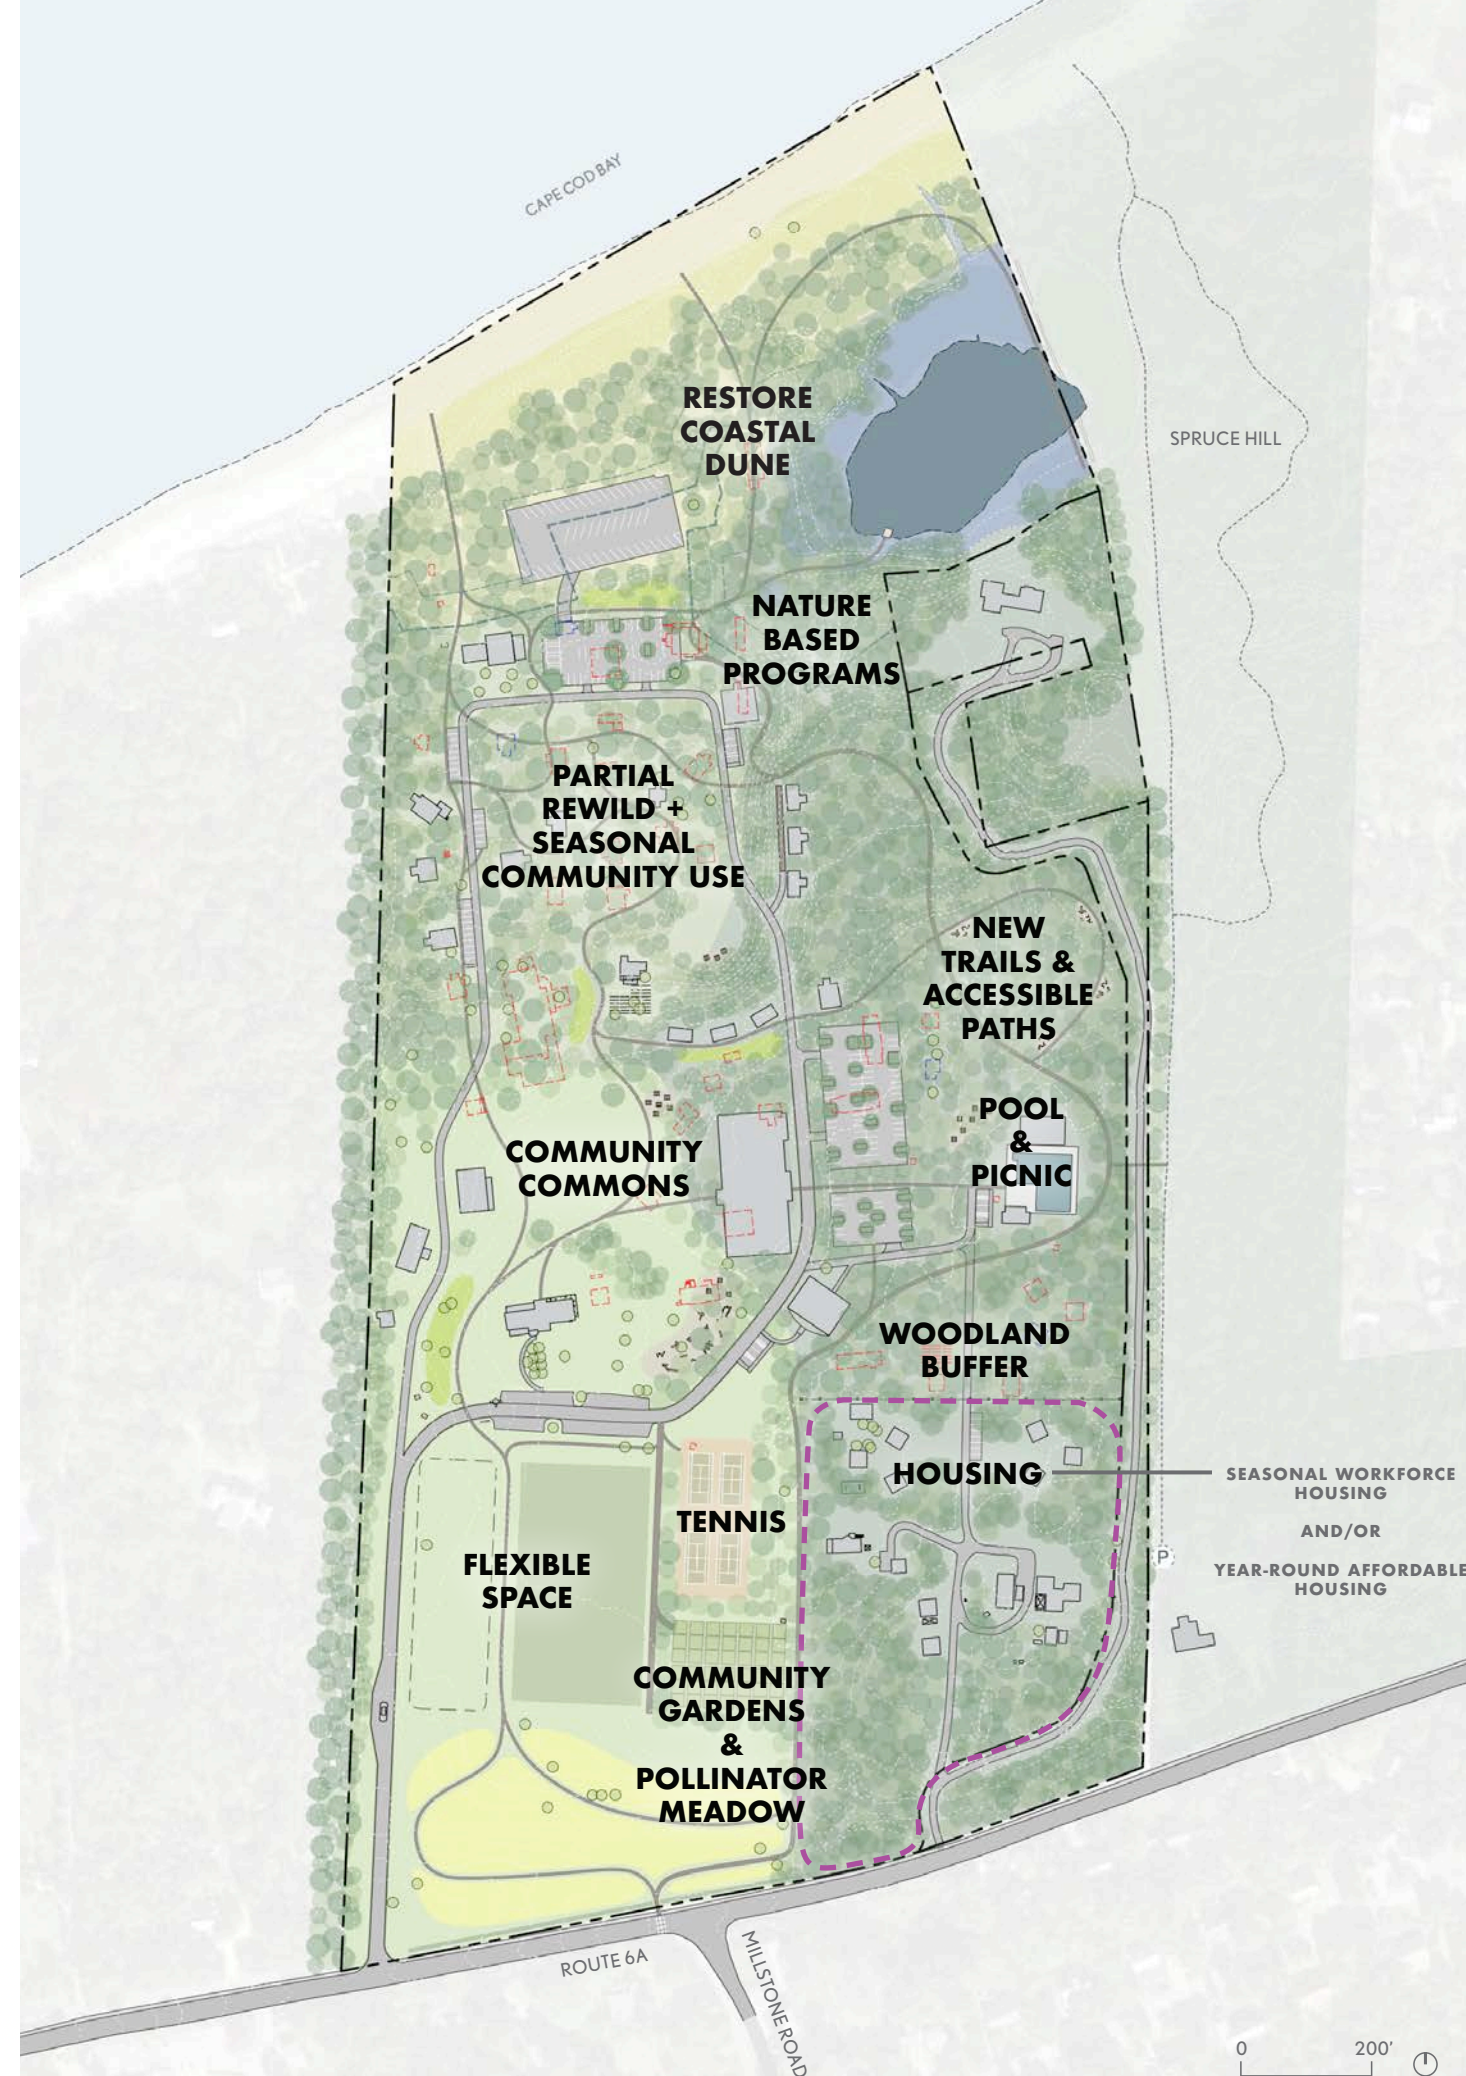 CAPE COD BAY
RESTORE
COASTAL
DUNE
SPRUCE HILL
NATURE
BASED
PROGRAMS
PARTIAL
REWILD +
SEASONAL
COMMUNITY USE
NEW
TRAILS &
ACCESSIBLE
PATHS
POOL
&
PICNIC
COMMUNITY
COMMONS
WOODLAND
BUFFER
HOUSING
SEASONAL WORKFORCE
HOUSING
AND/OR
YEAR-ROUND AFFORDABLE
HOUSING
TENNIS
FLEXIBLE
SPACE
P
COMMUNITY
GARDENS
&
POLLINATOR
MEADOW
ROUTE 6A
MILLSTONE ROAD
0 200'